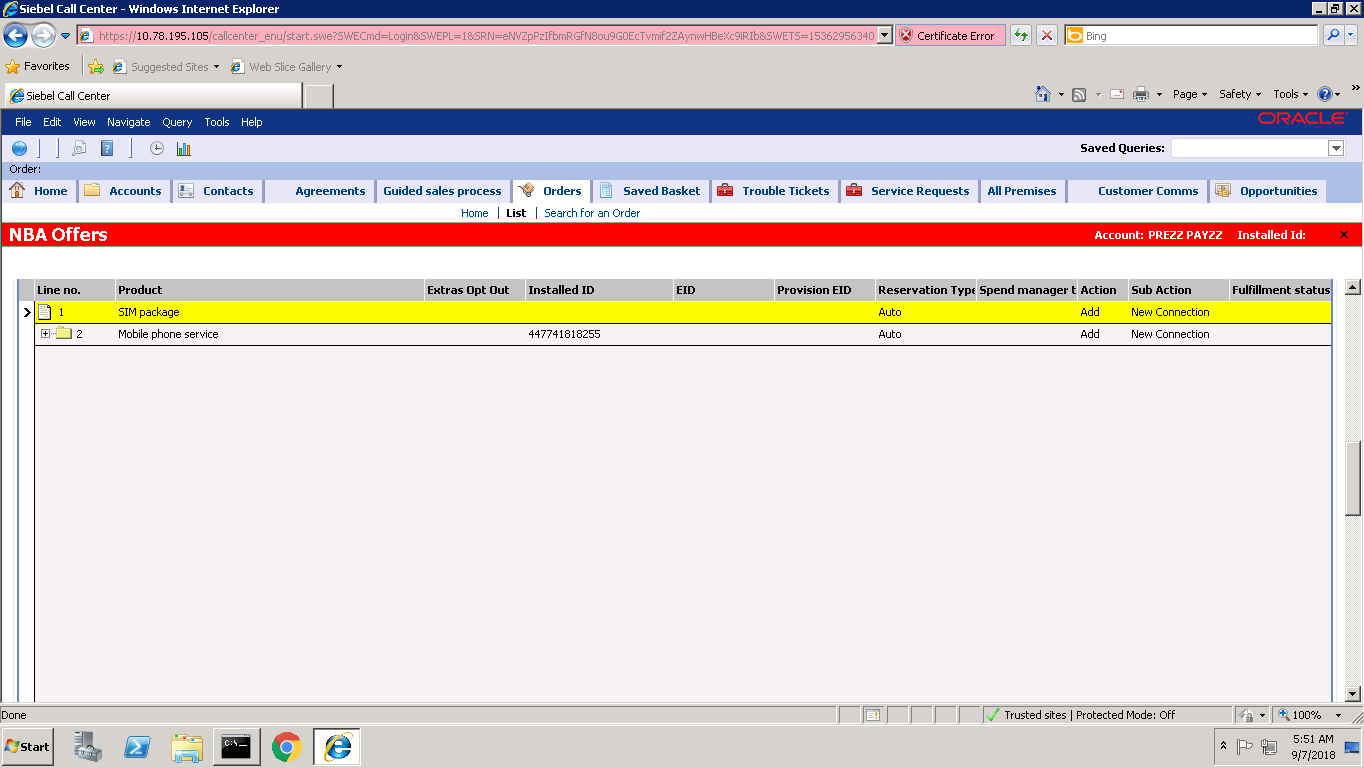 Siebel Call Center - Windows Internet Explorer
https://10.78.195.105/callcenter_enu/start.swe?SWECmd=Login&SWEPL=1&SRN=eNVZpPzIfbmRGfN8ou9G0EcTvmif2ZAynwHBeXc9iRIb&SWETS=15362956340 Certificate Error Bing
Favorites Suggested Sites Web Slice Gallery
Siebel Call Center Page Safety Tools
File Edit View Navigate Query Tools Help ORACLE
Saved Queries:
Order:
Home Accounts Contacts Agreements Guided sales process Orders Saved Basket Trouble Tickets Service Requests All Premises Customer Comms Opportunities
Home List Search for an Order
NBA Offers Account: PREZZ PAYZZ Installed Id:
Line no. Product Extras Opt Out Installed ID EID Provision EID Reservation Type Spend manager t Action Sub Action Fulfillment status
1 SIM package Auto Add New Connection
2 Mobile phone service 447741818255 Auto Add New Connection
Done Trusted sites | Protected Mode: Off 100%
Start 5:51 AM
9/7/2018